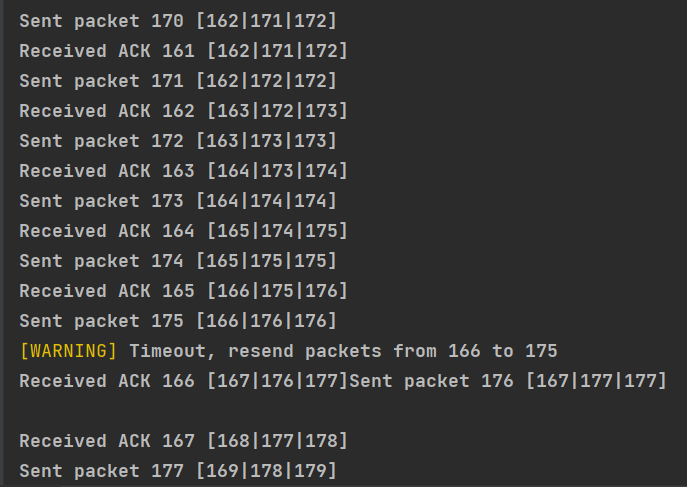 Sent packet 170 [162|171|172]
Received ACK 161 [162|171|172]
Sent packet 171 [162|172|172]
Received ACK 162 [163|172|173]
Sent packet 172 [163|173|173]
Received ACK 163 [164|173|174]
Sent packet 173 [164|174|174]
Received ACK 164 [165|174|175]
Sent packet 174 [165|175|175]
Received ACK 165 [166|175|176]
Sent packet 175 [166|176|176]
[WARNING] Timeout, resend packets from 166 to 175
Received ACK 166 [167|176|177]Sent packet 176 [167|177|177]
Received ACK 167 [168|177|178]
Sent packet 177 [169|178|179]